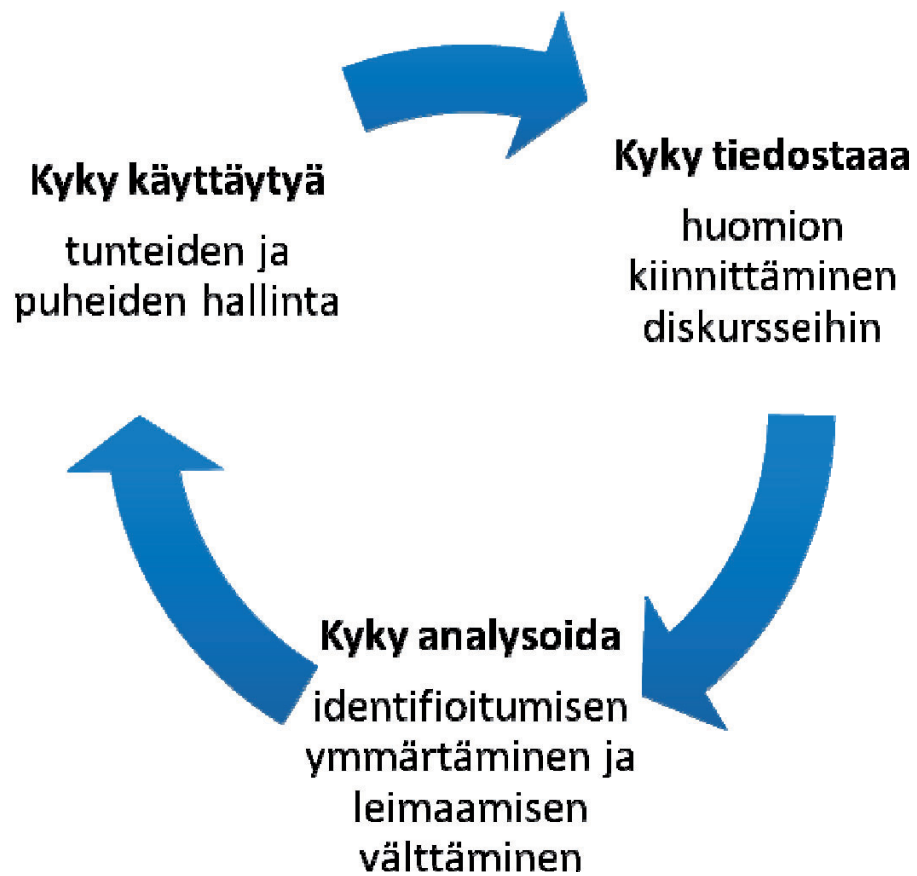 Kyky käyttäytyä
tunteiden ja
puheiden hallinta
Kyky tiedostaaa
huomion
kiinnittäminen
diskursseihin
Kyky analysoida
identifioitumisen
ymmärtäminen ja
leimaamisen
välttäminen